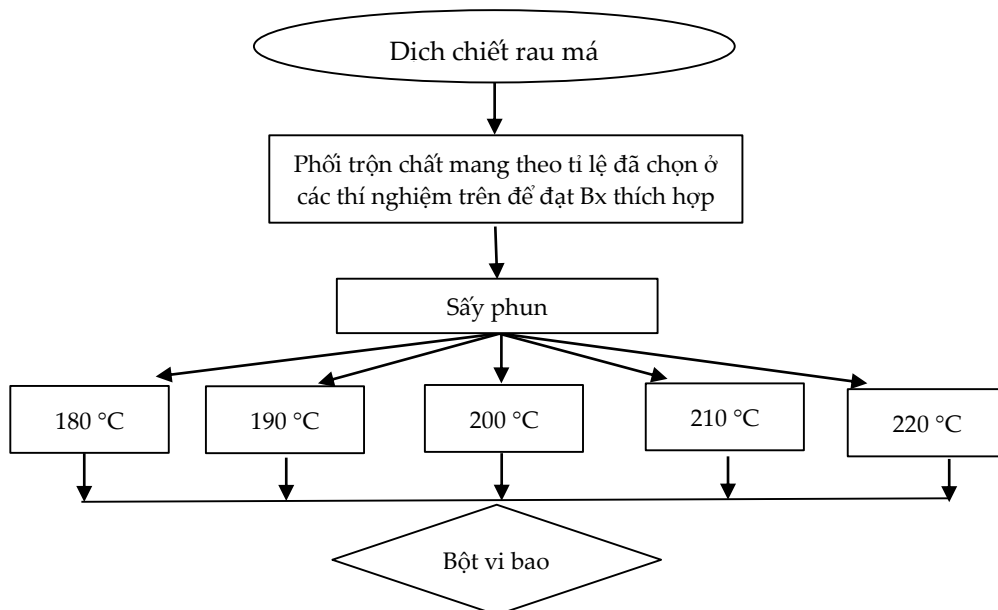 Dich chiết rau má
Phối trộn chất mang theo tỉ lệ đã chọn ở
các thí nghiệm trên để đạt Bx thích hợp
Sấy phun
180 °C
190 °C
200 °C
210 °C
220 °C
Bột vi bao